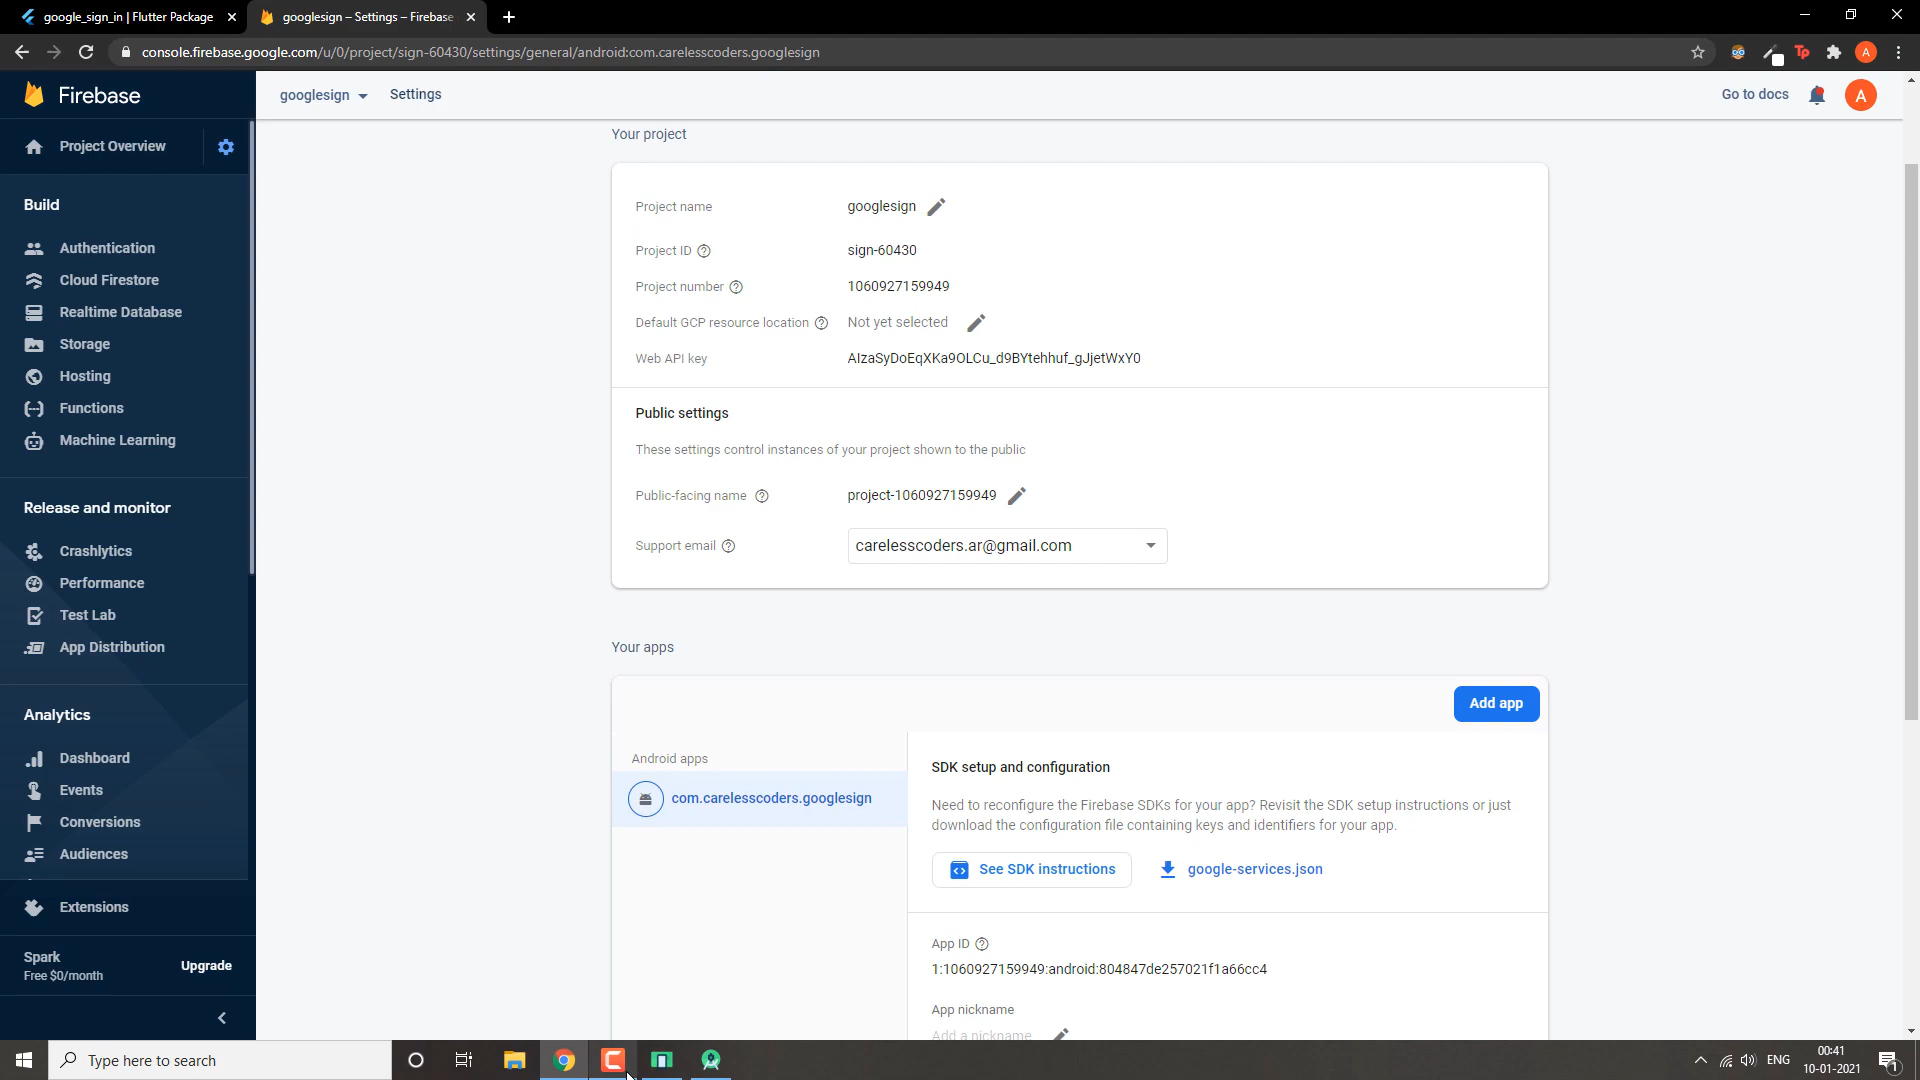 google_sign_in | Flutter Package
googlesign – Settings – Firebase
console.firebase.google.com/u/0/project/sign-60430/settings/general/android:com.carelesscoders.googlesign
Tp
A
Firebase
googlesign
Settings
Go to docs
A
Project Overview
Build
Authentication
Cloud Firestore
Realtime Database
Storage
Hosting
Functions
Machine Learning
Release and monitor
Crashlytics
Performance
Test Lab
App Distribution
Analytics
Dashboard
Events
Conversions
Audiences
Extensions
Spark
Free $0/month
Upgrade
Your project
Project name
googlesign
Project ID
sign-60430
Project number
1060927159949
Default GCP resource location
Not yet selected
Web API key
AIzaSyDoEqXKa9OLCu_d9BYtehhuf_gJjetWxY0
Public settings
These settings control instances of your project shown to the public
Public-facing name
project-1060927159949
Support email
carelesscoders.ar@gmail.com
Your apps
Add app
Android apps
com.carelesscoders.googlesign
SDK setup and configuration
Need to reconfigure the Firebase SDKs for your app? Revisit the SDK setup instructions or just
download the configuration file containing keys and identifiers for your app.
See SDK instructions
google-services.json
App ID
1:1060927159949:android:804847de257021f1a66cc4
App nickname
Add a nickname
Type here to search
ENG
00:41
10-01-2021
1